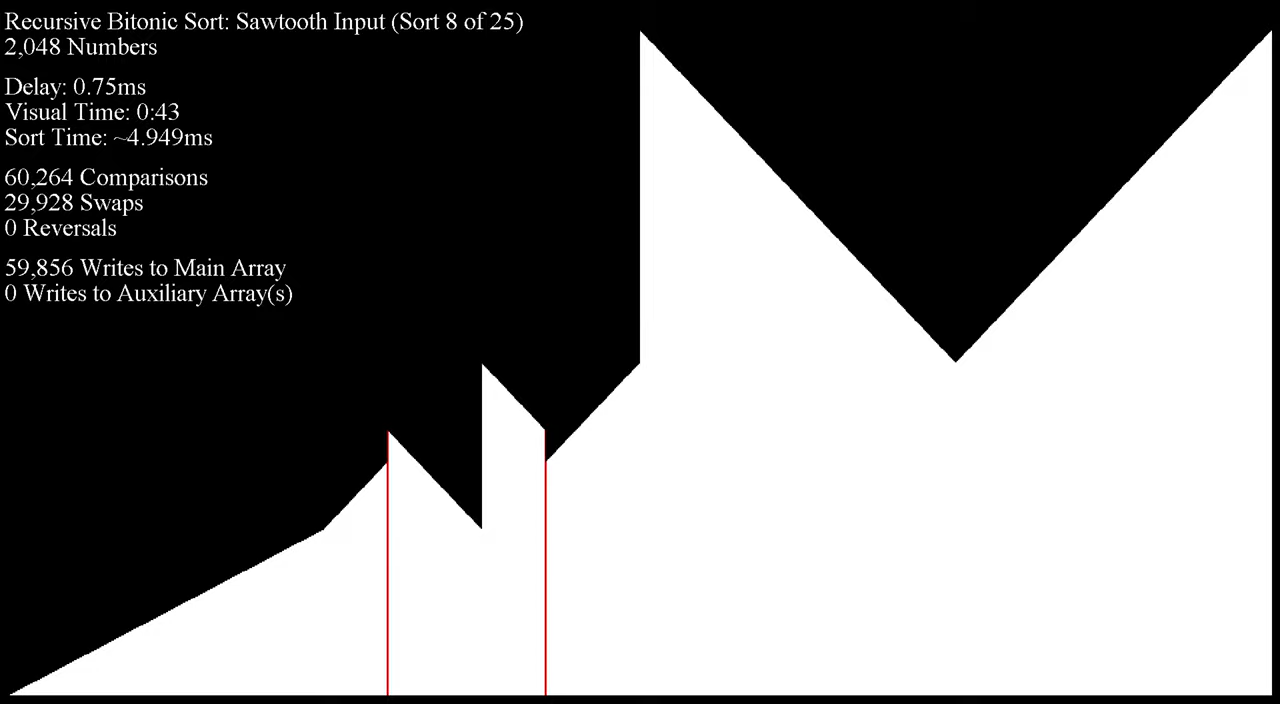 Recursive Bitonic Sort: Sawtooth Input (Sort 8 of 25)
2,048 Numbers
Delay: 0.75ms
Visual Time: 0:43
Sort Time: ~4.949ms
60,264 Comparisons
29,928 Swaps
0 Reversals
59,856 Writes to Main Array
0 Writes to Auxiliary Array(s)